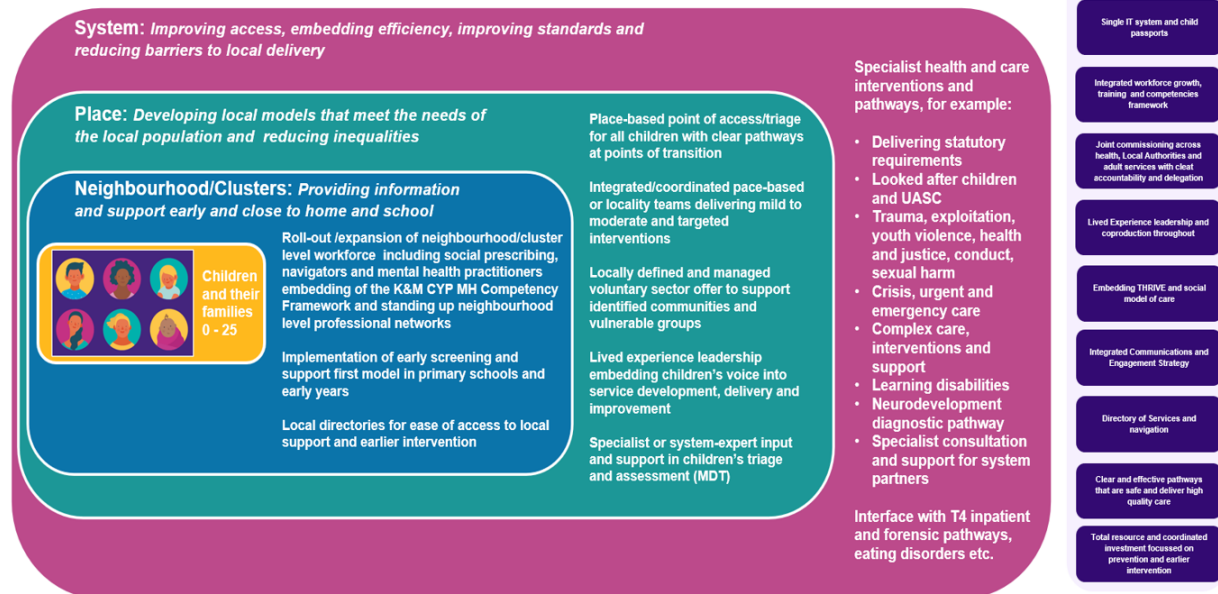 System: Improving access, embedding efficiency, improving standards and
reducing barriers to local delivery
Place: Developing local models that meet the needs of
the local population and reducing inequalities
Neighbourhood/Clusters: Providing information
and support early and close to home and school
Children
and their
families
0 - 25
Roll-out /expansion of neighbourhood/cluster
level workforce including social prescribing,
navigators and mental health practitioners
embedding of the K&M CYP MH Competency
Framework and standing up neighbourhood
level professional networks
Implementation of early screening and
support first model in primary schools and
early years
Local directories for ease of access to local
support and earlier intervention
Place-based point of access/triage
for all children with clear pathways
at points of transition
Integrated/coordinated pace-based
or locality teams delivering mild to
moderate and targeted
interventions
Locally defined and managed
voluntary sector offer to support
identified communities and
vulnerable groups
Lived experience leadership
embedding children's voice into
service development, delivery and
improvement
Specialist or system-expert input
and support in children's triage
and assessment (MDT)
Specialist health and care
interventions and
pathways, for example:
• Delivering statutory
requirements
• Looked after children
and UASC
• Trauma, exploitation,
youth violence, health
and justice, conduct,
sexual harm
• Crisis, urgent and
emergency care
• Complex care,
interventions and
support
• Learning disabilities
• Neurodevelopment
diagnostic pathway
• Specialist consultation
and support for system
partners
Interface with T4 inpatient
and forensic pathways,
eating disorders etc.
Single IT system and child
passports
Integrated workforce growth,
training and competencies
framework
Joint commissioning across
health, Local Authorities and
adult services with cleat
accountability and delegation
Lived Experience leadership and
coproduction throughout
Embedding THRIVE and social
model of care
Integrated Communications and
Engagement Strategy
Directory of Services and
navigation
Clear and effective pathways
that are safe and deliver high
quality care
Total resource and coordinated
investment focussed on
prevention and earlier
intervention